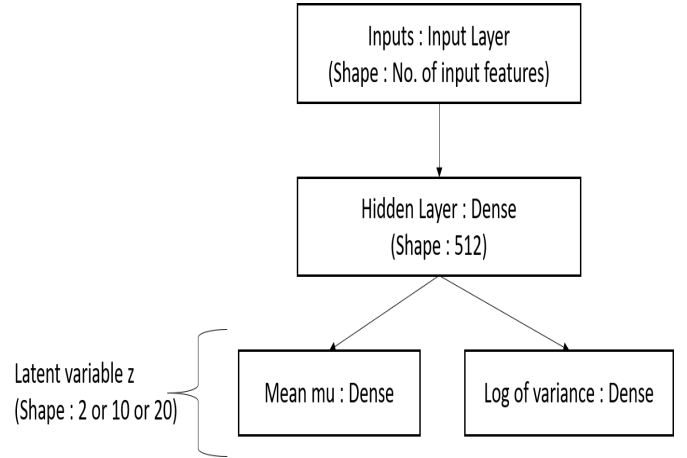 Inputs : Input Layer
(Shape : No. of input features)
Hidden Layer : Dense
(Shape : 512)
Latent variable z
(Shape : 2 or 10 or 20)
Mean mu : Dense
Log of variance : Dense